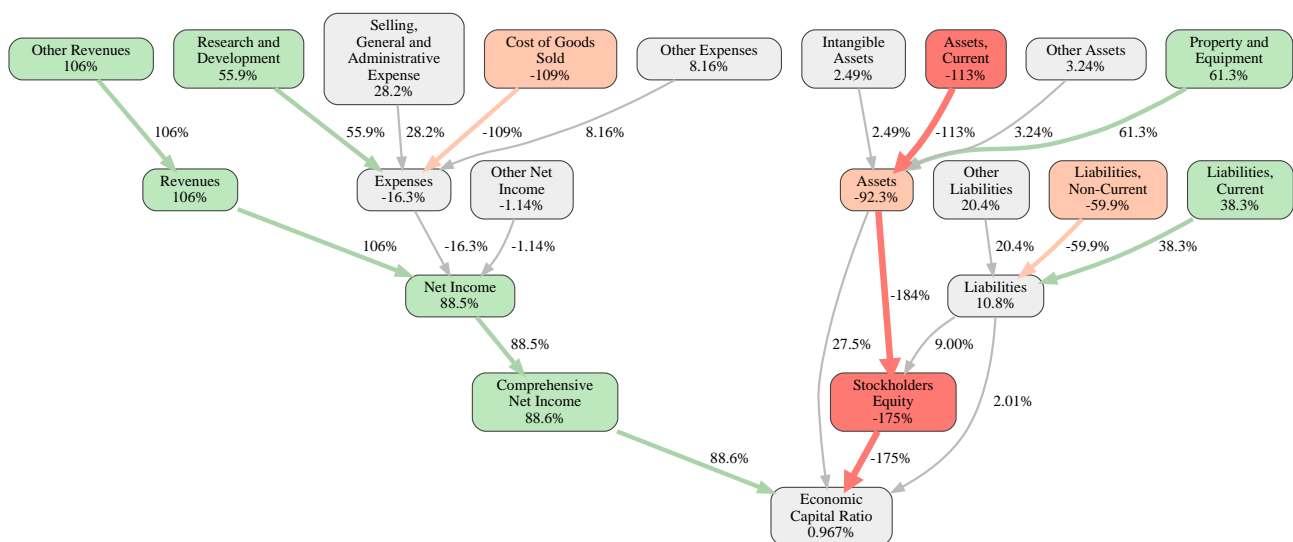 Other Revenues
106%
Research and
Development
55.9%
Selling,
General and
Administrative
Expense
28.2%
Cost of Goods
Sold
-109%
Other Expenses
8.16%
Intangible
Assets
2.49%
Assets,
Current
-113%
Other Assets
3.24%
Property and
Equipment
61.3%
106%
55.9%
28.2%
-109%
8.16%
2.49%
-113%
3.24%
61.3%
Revenues
106%
Expenses
-16.3%
Other Net
Income
-1.14%
Assets
-92.3%
Other
Liabilities
20.4%
Liabilities,
Non-Current
-59.9%
Liabilities,
Current
38.3%
106%
-16.3%
-1.14%
20.4%
-59.9%
38.3%
Net Income
88.5%
Liabilities
10.8%
-184%
88.5%
27.5%
9.00%
Comprehensive
Net Income
88.6%
Stockholders
Equity
-175%
2.01%
88.6%
-175%
Economic
Capital Ratio
0.967%